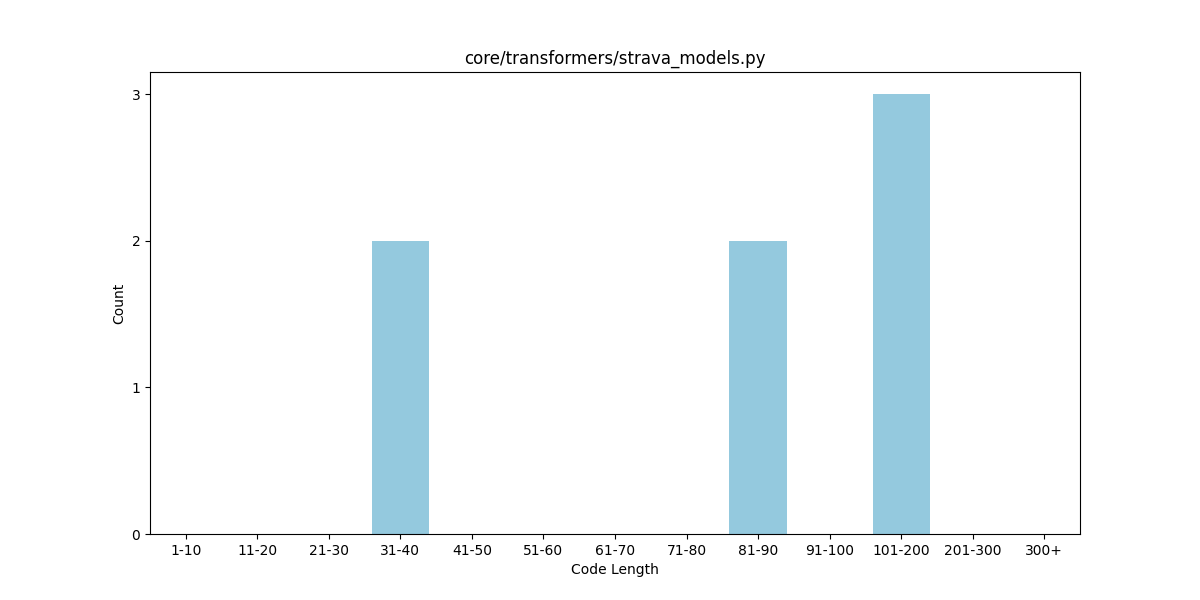 core/transformers/strava_models.py
3
2
1
0
Count
1-10 11-20 21-30 31-40 41-50 51-60 61-70 71-80 81-90 91-100 101-200 201-300 300+
Code Length